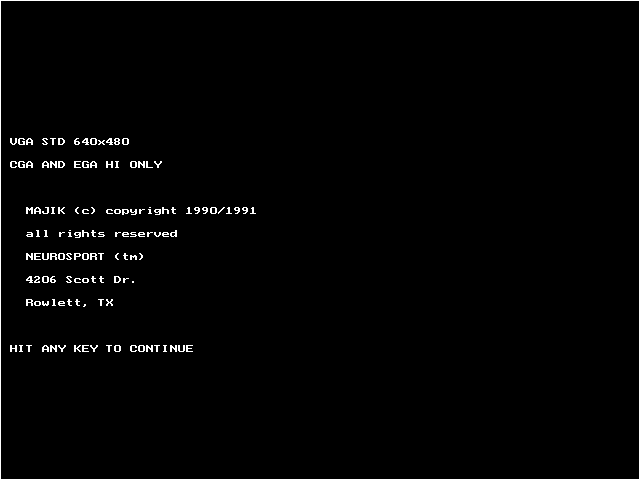 VGA STD 640x480
CGA AND EGA HI ONLY
MAJIK (c) copyright 1990/1991
all rights reserved
NEUROSPORT (tm)
4206 Scott Dr.
Rowlett, TX
HIT ANY KEY TO CONTINUE